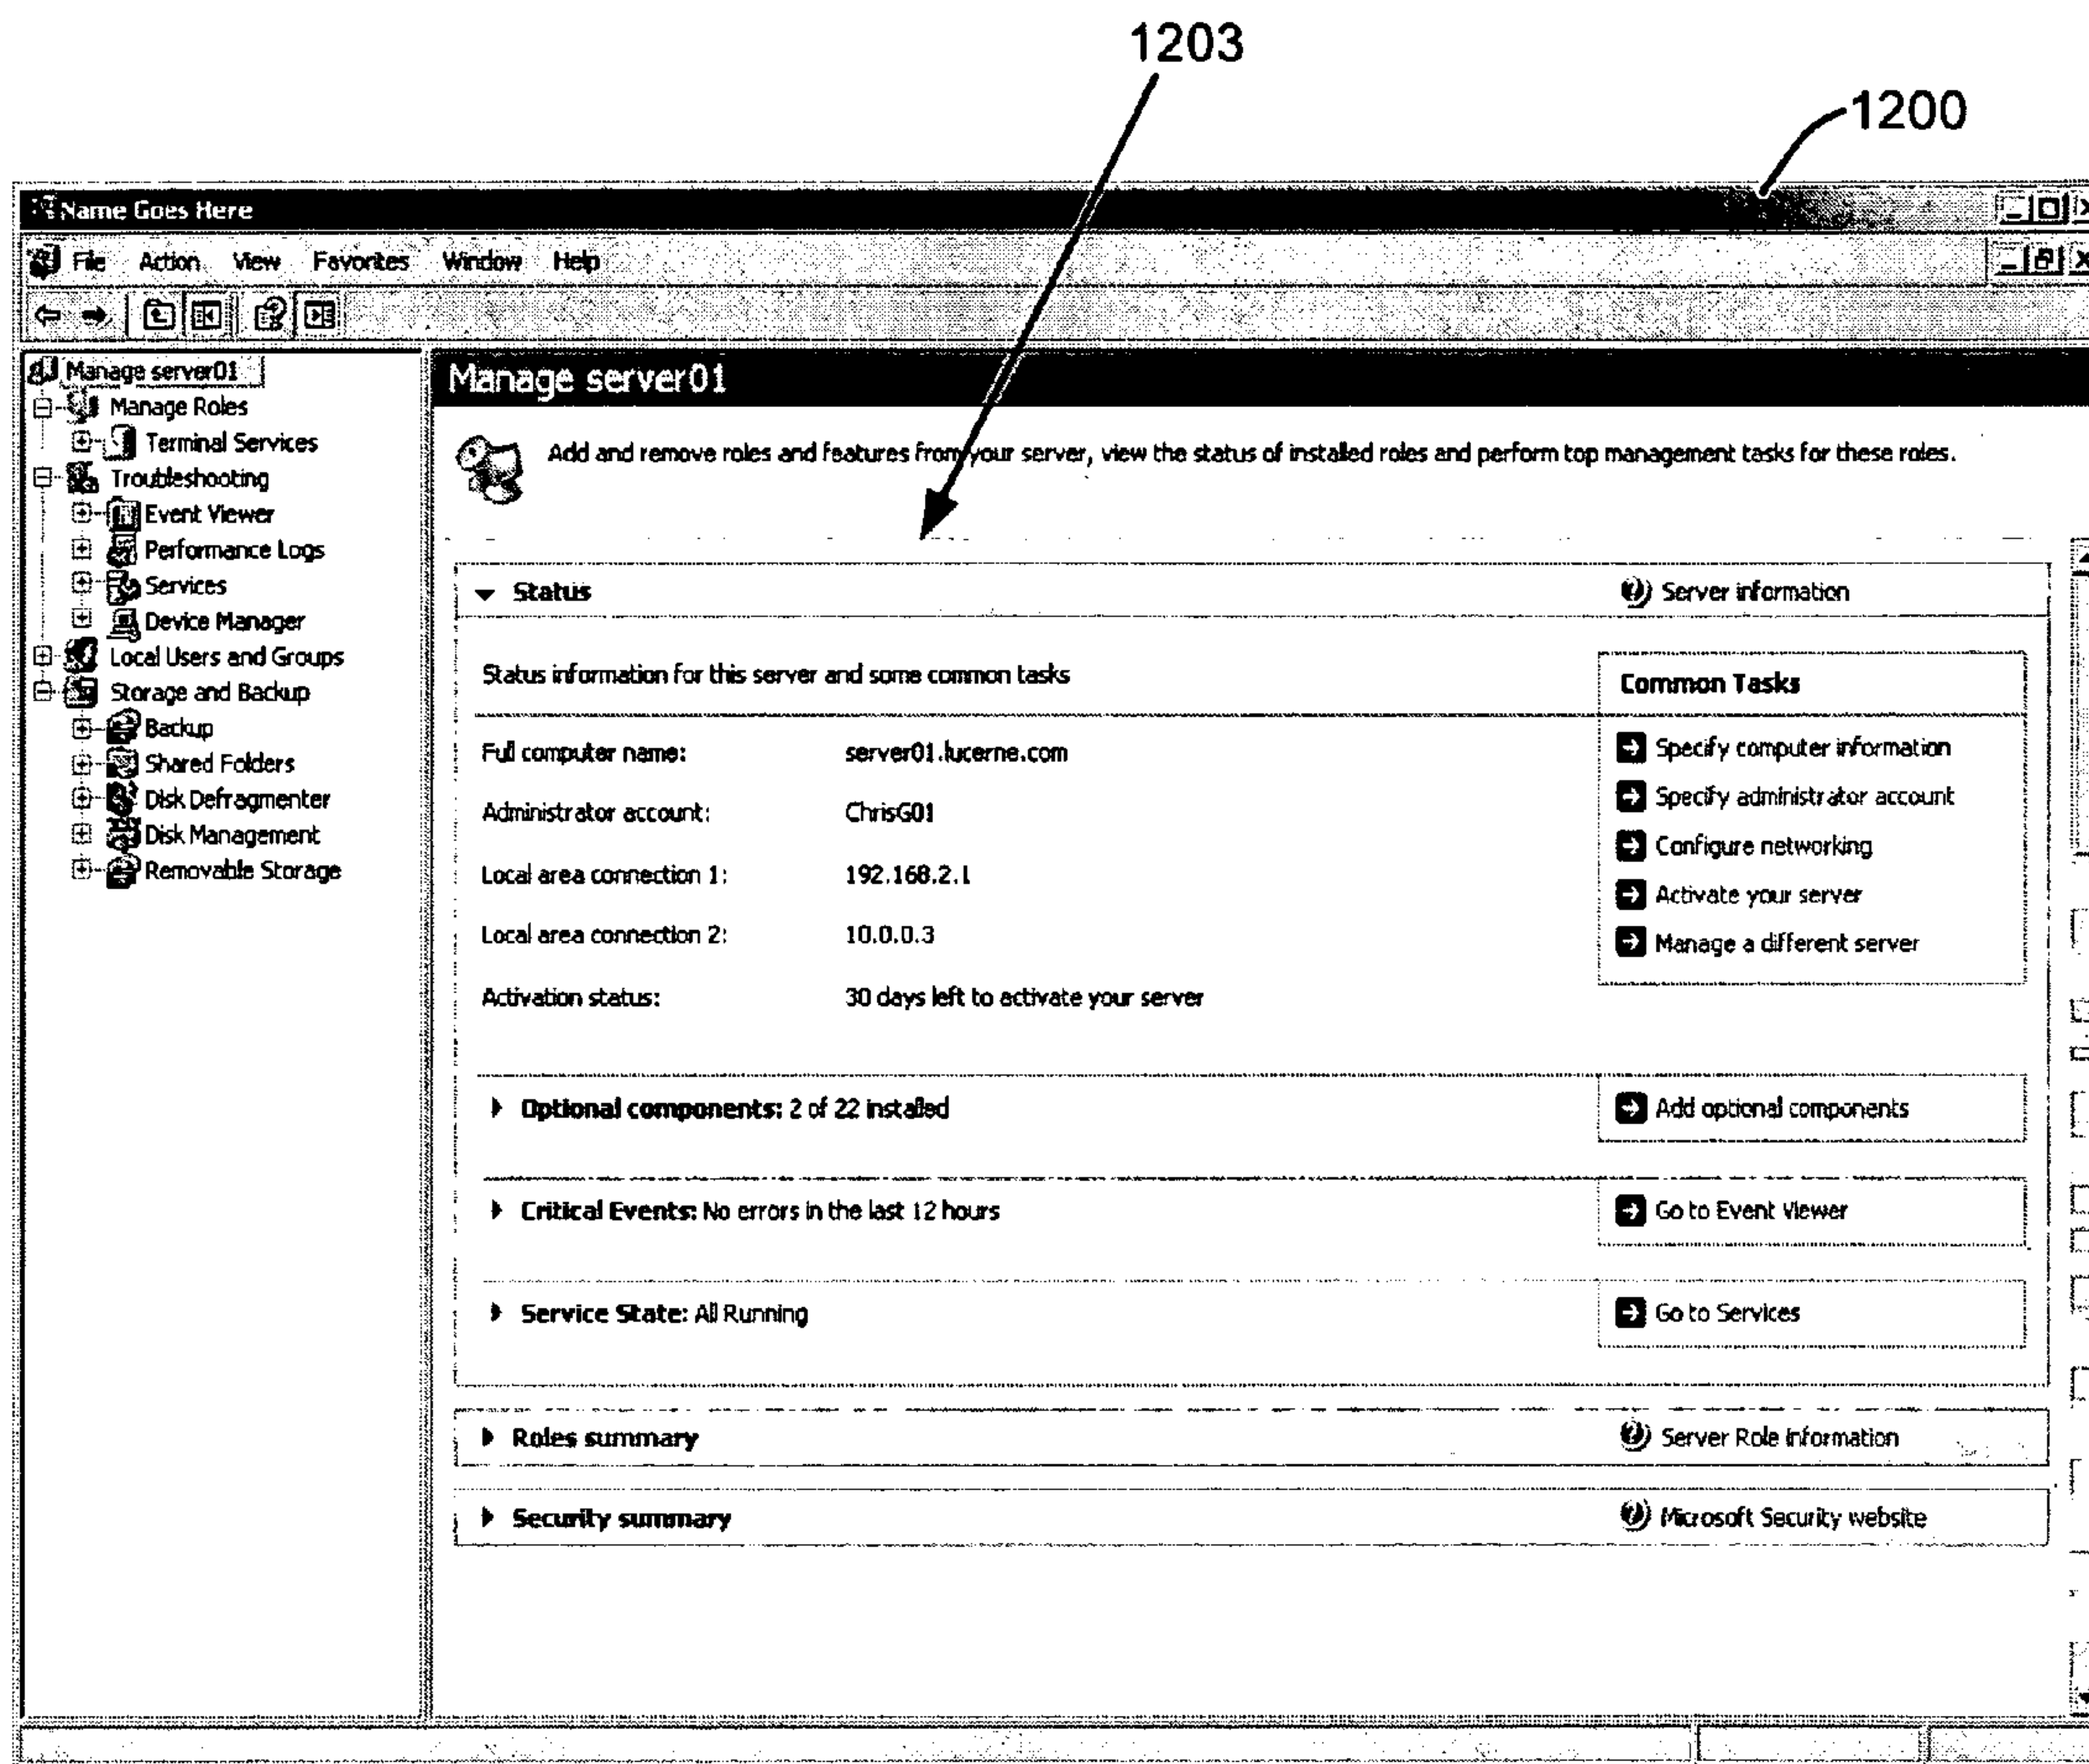 1203
1200
Name Goes Here
File Action View Favorites Window Help
Manage server01
Manage Roles
Terminal Services
Troubleshooting
Event Viewer
Performance Logs
Services
Device Manager
Local Users and Groups
Storage and Backup
Backup
Shared Folders
Disk Defragmenter
Disk Management
Removable Storage
Manage server01
Add and remove roles and features from your server, view the status of installed roles and perform top management tasks for these roles.
Status
Server information
Status information for this server and some common tasks
Full computer name: server01.lucerne.com
Administrator account: ChrisG01
Local area connection 1: 192.168.2.1
Local area connection 2: 10.0.0.3
Activation status: 30 days left to activate your server
Common Tasks
Specify computer information
Specify administrator account
Configure networking
Activate your server
Manage a different server
Optional components: 2 of 22 installed
Add optional components
Critical Events: No errors in the last 12 hours
Go to Event Viewer
Service State: All Running
Go to Services
Roles summary
Server Role information
Security summary
Microsoft Security website